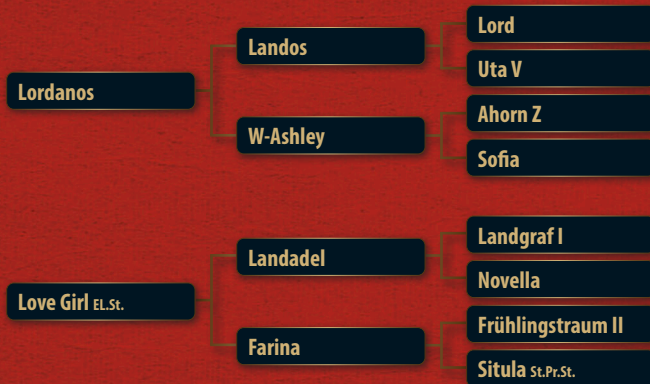 Lord
Landos
Uta V
Lordanos
Ahorn Z
W-Ashley
Sofia
Landgraf I
Landadel
Novella
Love Girl EL.St.
Frühlingstraum II
Farina
Situla St.Pr.St.